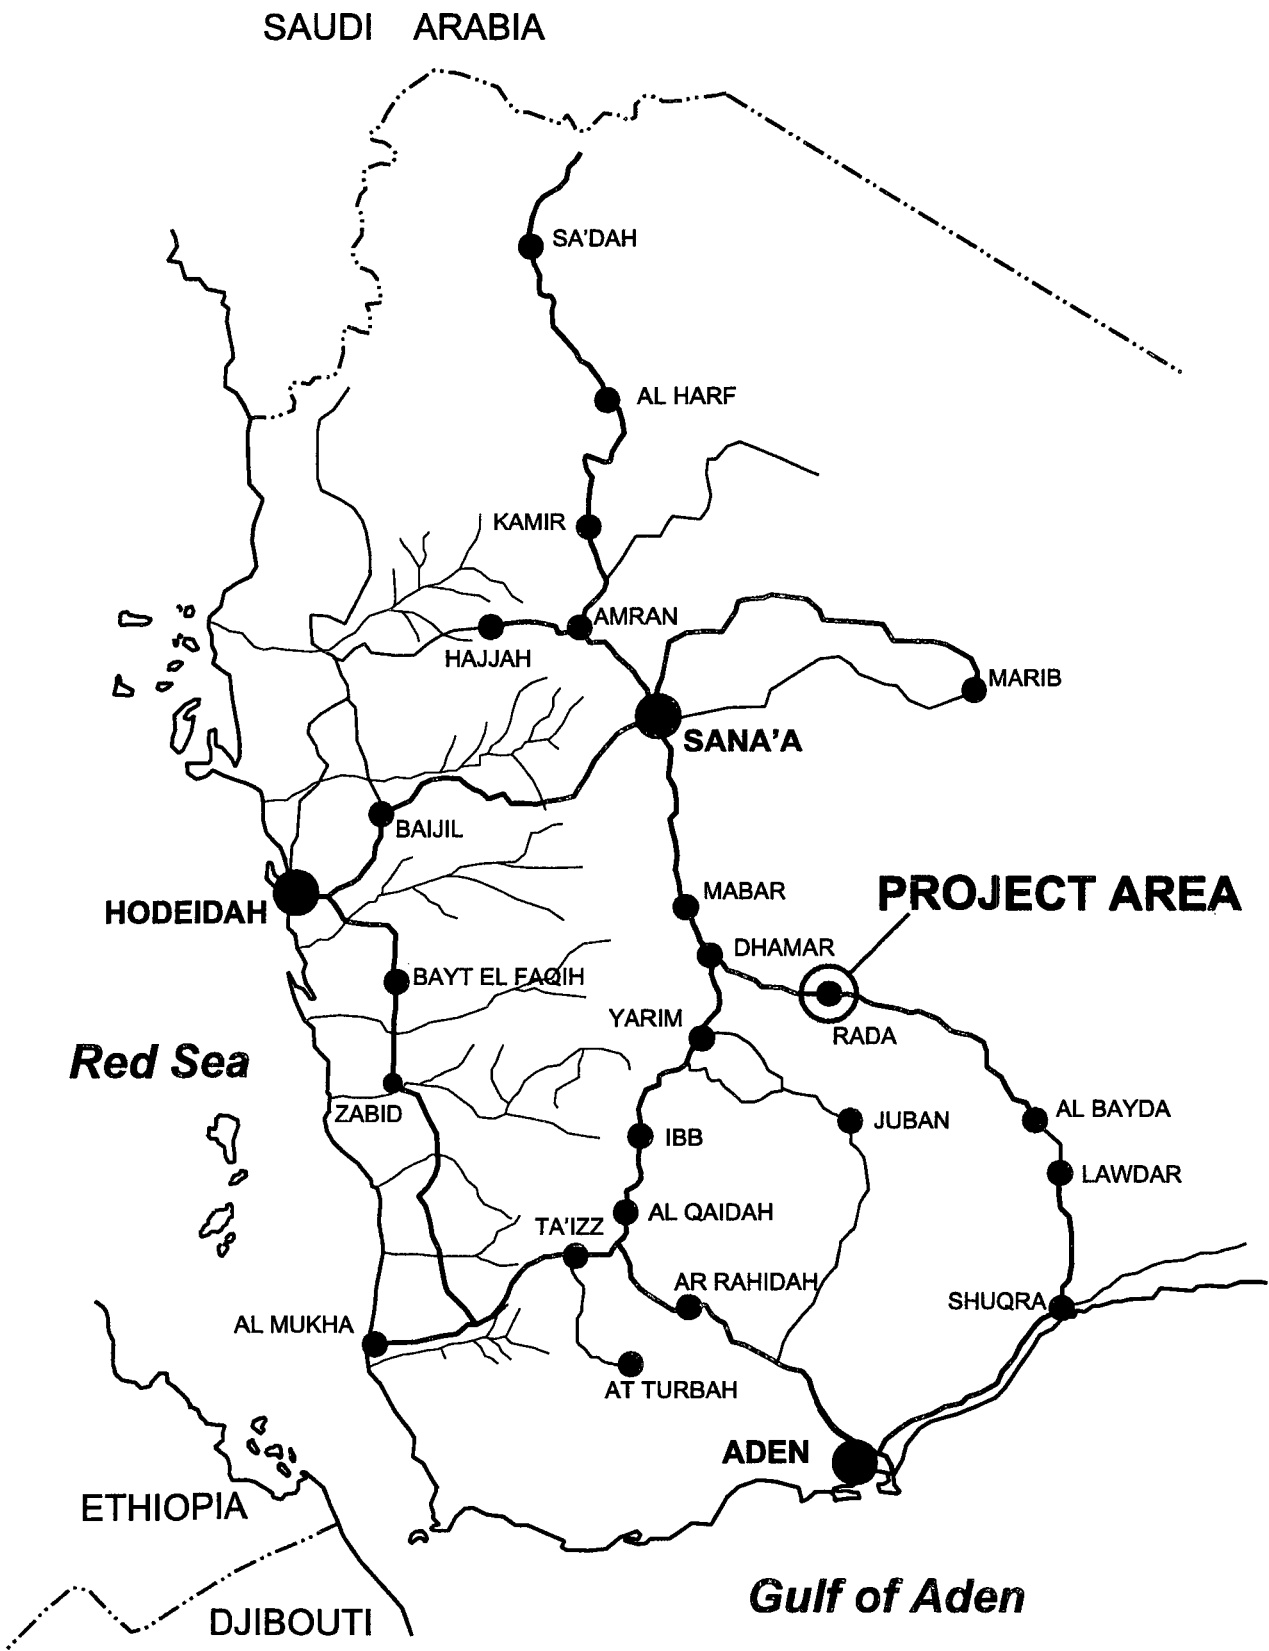 SAUDI ARABIA
SA'DAH
AL HARF
KAMIR
AMRAN
HAJJAH
MARIB
SANA'A
BAIJIL
MABAR
PROJECT AREA
HODEIDAH
DHAMAR
BAYT EL FAQIH
YARIM
RADA
Red Sea
ZABID
AL BAYDA
JUBAN
IBB
LAWDAR
AL QAIDAH
TA'IZZ
AR RAHIDAH
SHUQRA
AL MUKHA
AT TURBAH
ADEN
ETHIOPIA
Gulf of Aden
DJIBOUTI